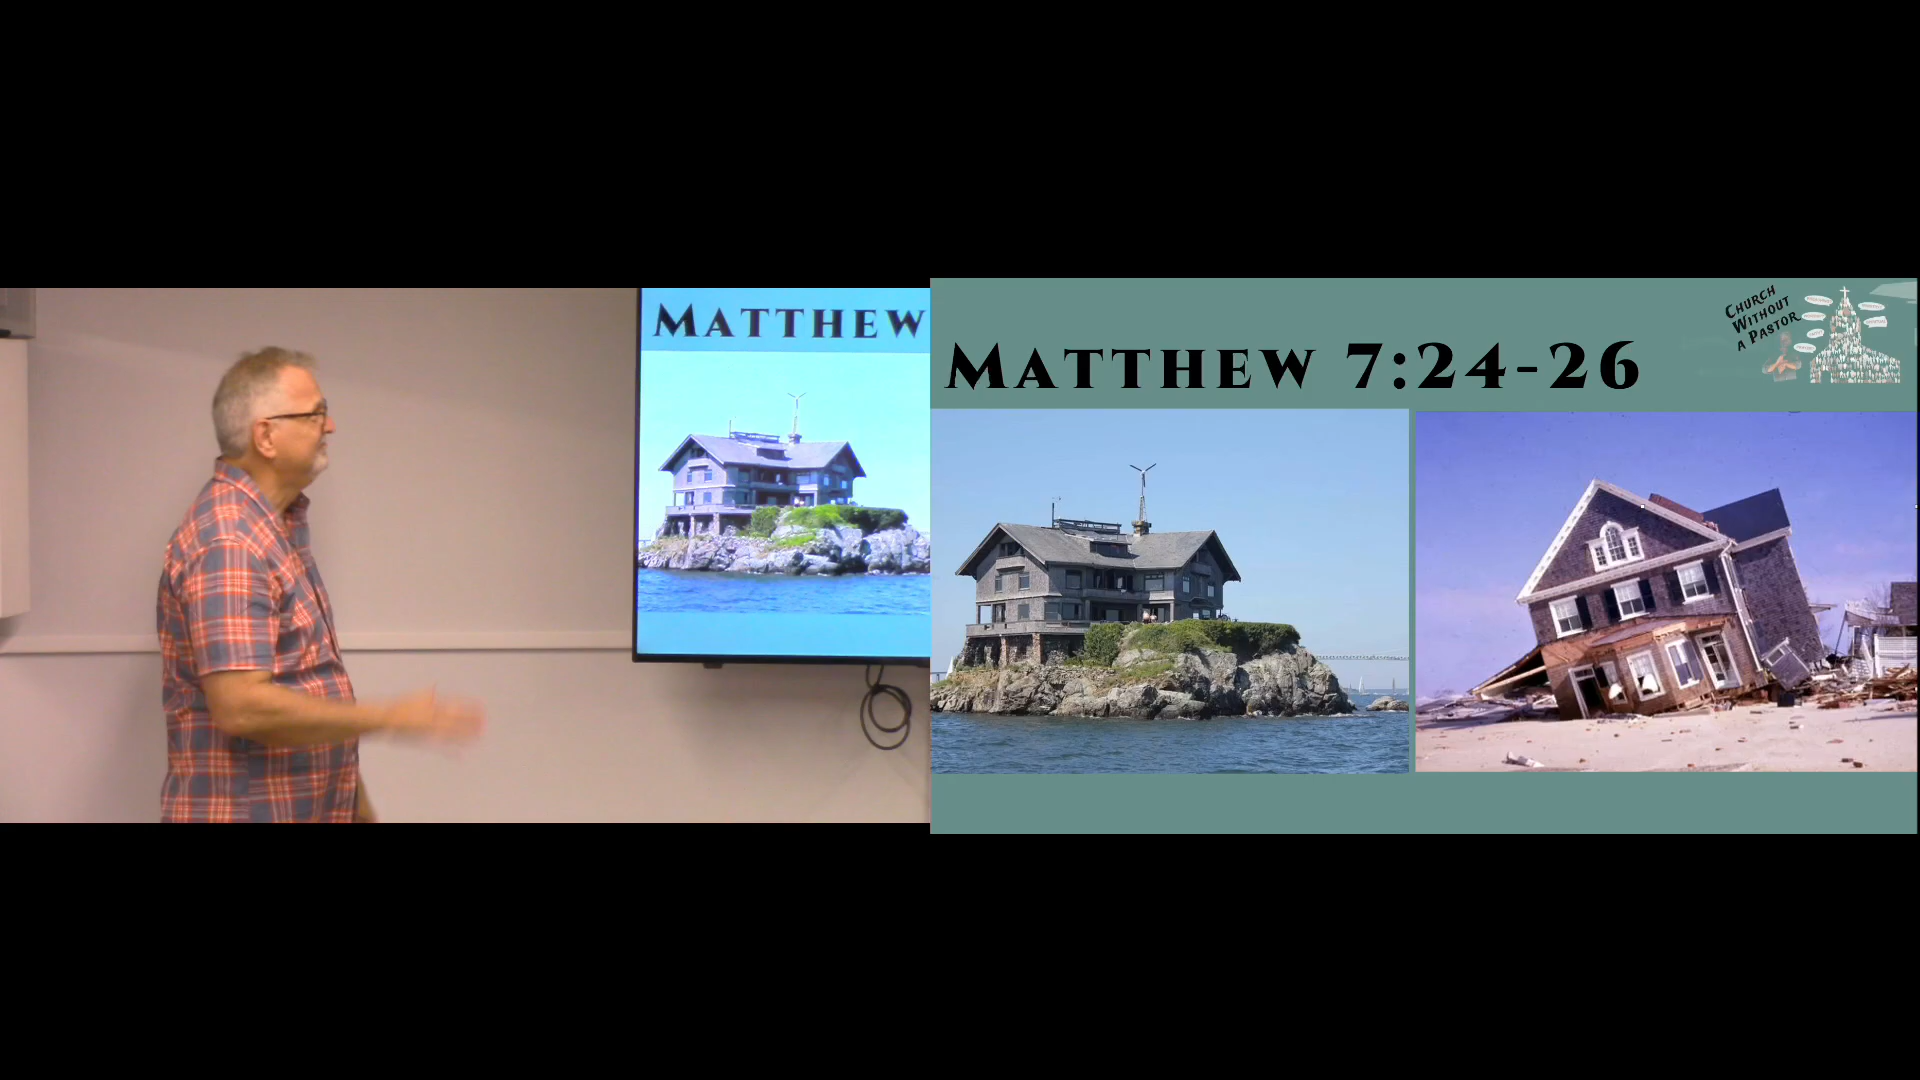 MATTHEW
MATTHEW 7:24-26
CHURCH
WITHOUT
A PASTOR